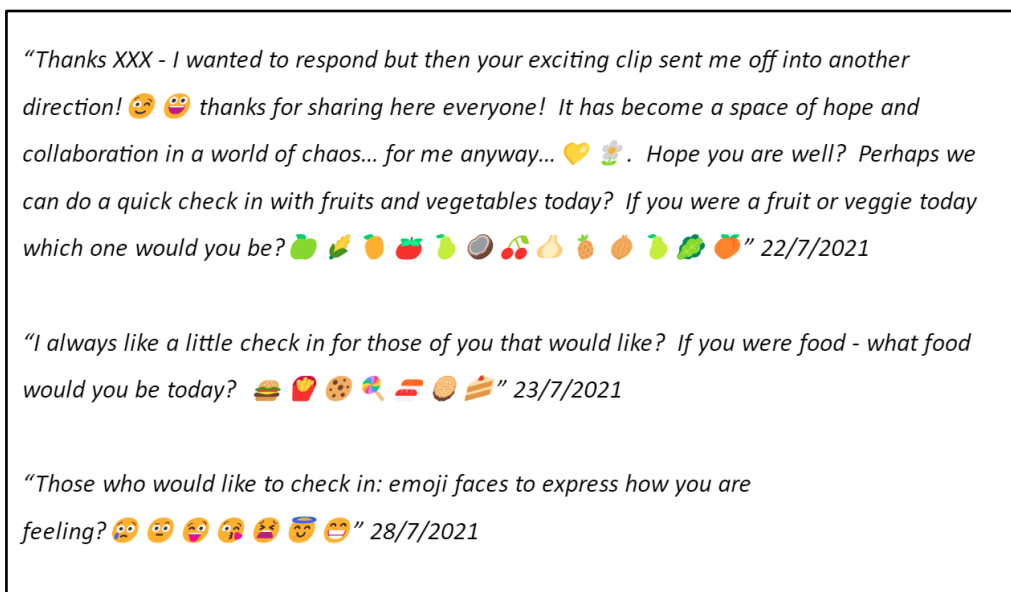 “Thanks XXX - I wanted to respond but then your exciting clip sent me off into another
direction! 😉 😀 thanks for sharing here everyone!  It has become a space of hope and
collaboration in a world of chaos... for me anyway... 💛 🌼 .  Hope you are well?  Perhaps we
can do a quick check in with fruits and vegetables today?  If you were a fruit or veggie today
which one would you be? 🍏 🌽 🥭 🍅 🍐 🥥 🍒 🧄 🍍 🧅 🍐 🥬 🍑 ” 22/7/2021
“I always like a little check in for those of you that would like?  If you were food - what food
would you be today?  🍔 🍟 🍪 🍭 🍣 🍘 🍰 ” 23/7/2021
“Those who would like to check in: emoji faces to express how you are
feeling? 😢 😐 😜 😘 😫 😇 😁 ” 28/7/2021